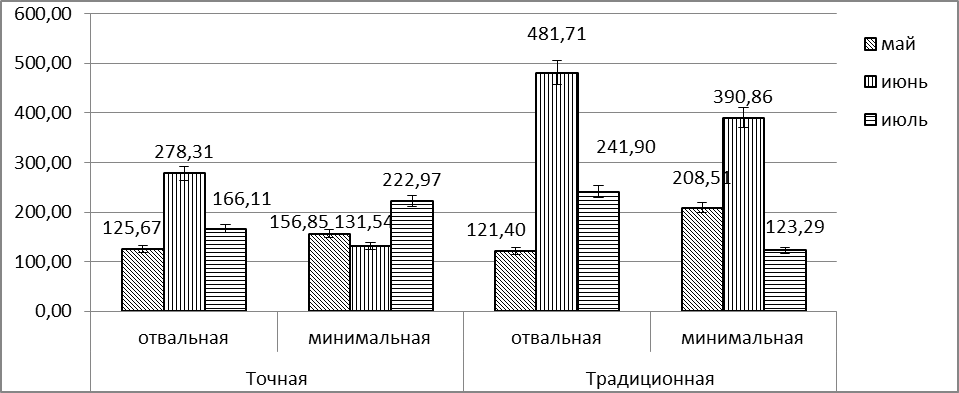 600,00
500,00
400,00
300,00
200,00
100,00
0,00
125,67
278,31
166,11
156,85
131,54
222,97
121,40
481,71
241,90
208,51
390,86
123,29
отвальная
минимальная
отвальная
минимальная
Точная
Традиционная
май
июнь
июль